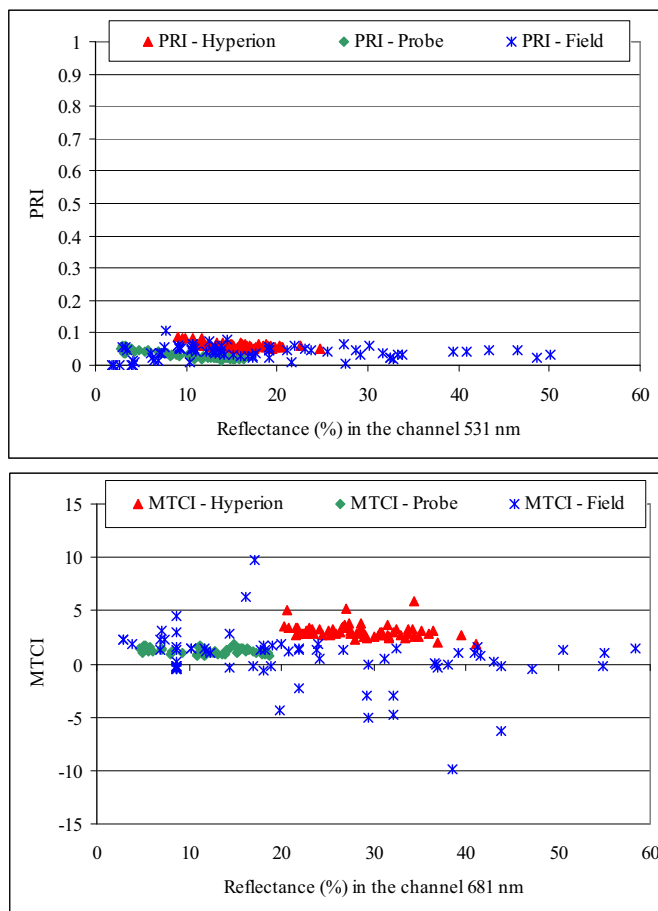 PRI - Hyperion PRI - Probe PRI - Field
1
0.9
0.8
0.7
0.6
0.5
0.4
0.3
0.2
0.1
0
PRI
0 10 20 30 40 50 60
Reflectance (%) in the channel 531 nm
MTCI - Hyperion MTCI - Probe MTCI - Field
15
10
5
0
-5
-10
-15
MTCI
0 10 20 30 40 50 60
Reflectance (%) in the channel 681 nm